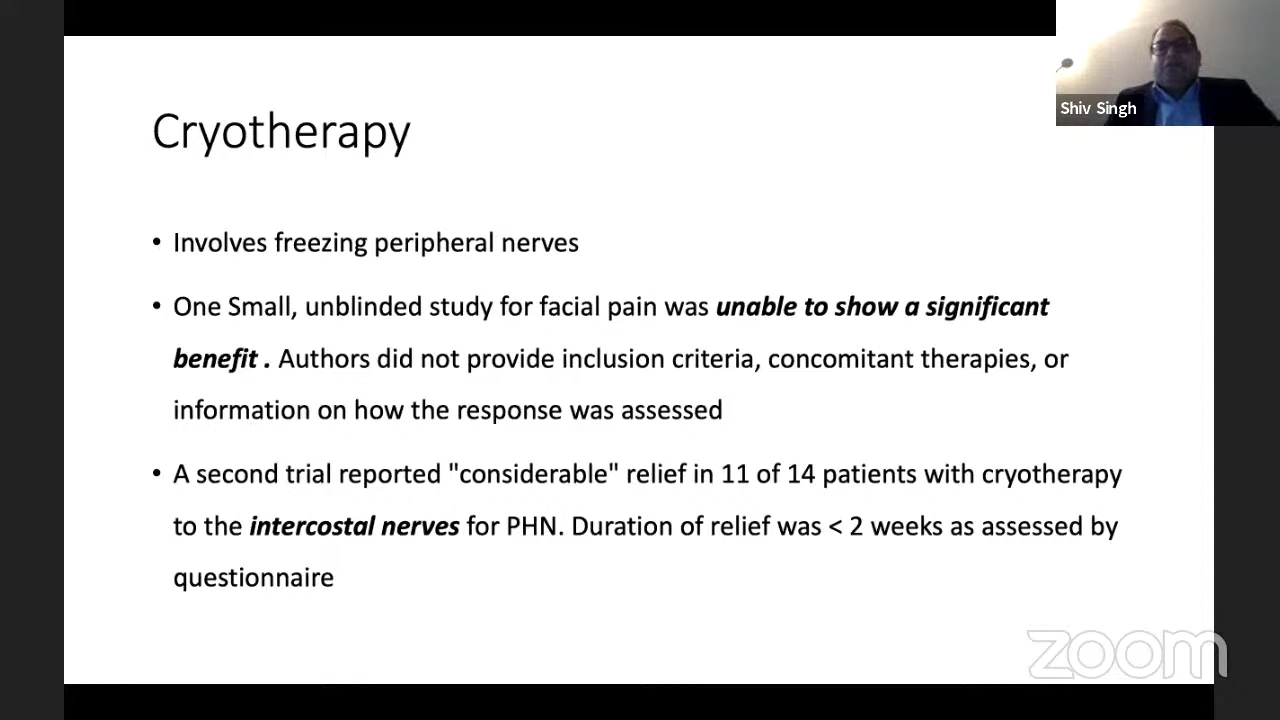 Shiv Singh
Cryotherapy
• Involves freezing peripheral nerves
• One Small, unblinded study for facial pain was unable to show a significant
benefit . Authors did not provide inclusion criteria, concomitant therapies, or
information on how the response was assessed
• A second trial reported "considerable" relief in 11 of 14 patients with cryotherapy
to the intercostal nerves for PHN. Duration of relief was < 2 weeks as assessed by
questionnaire
zoom